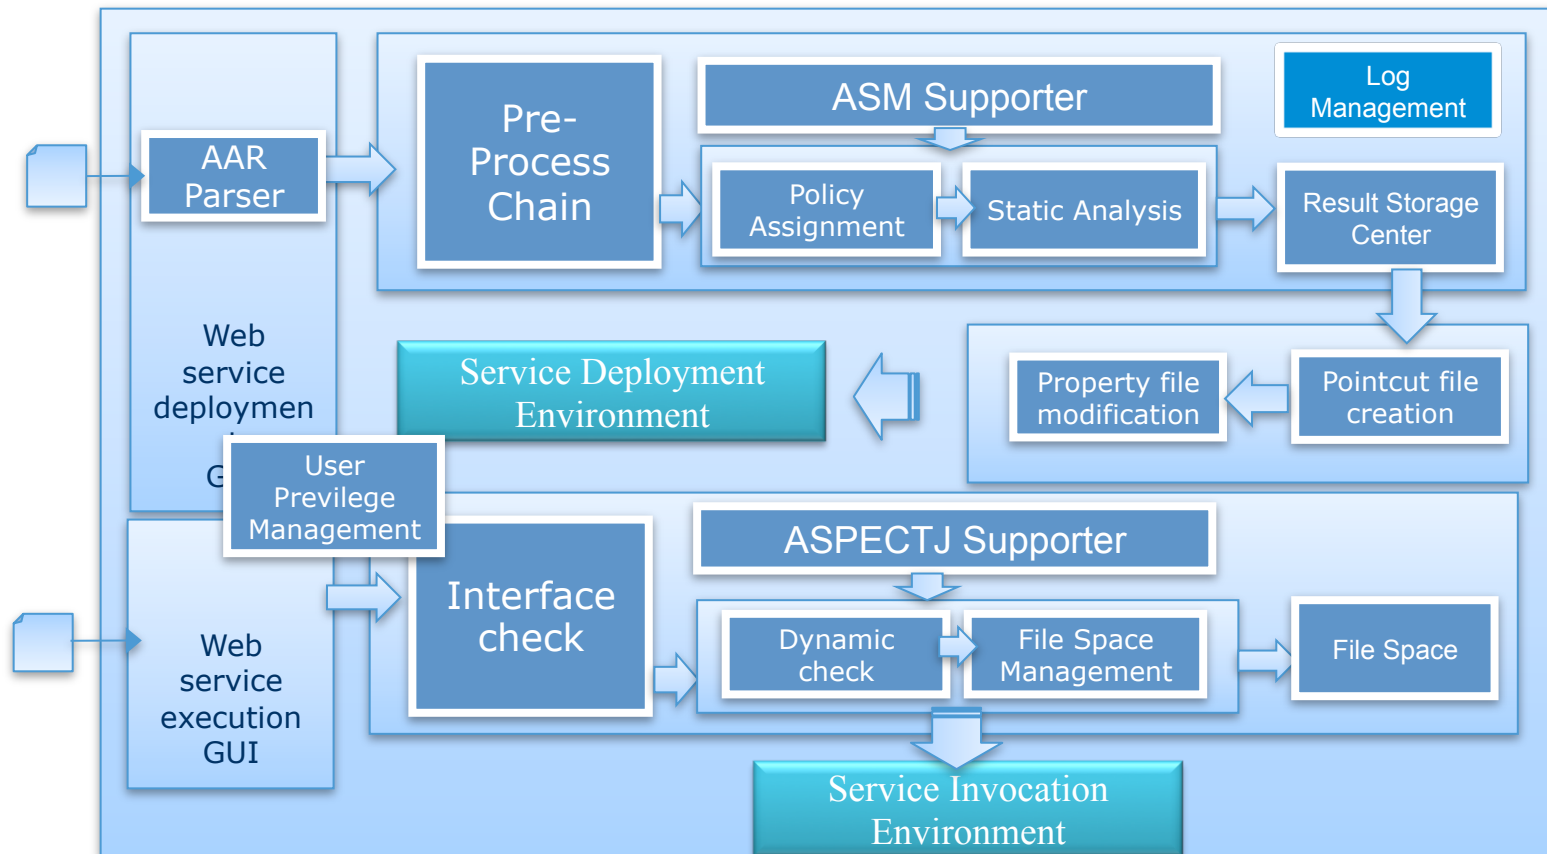 AAR
Parser
Pre-
Process
Chain
ASM Supporter
Log
Management
Policy
Assignment
Static Analysis
Result Storage
Center
Web
service
deploymen
Service Deployment
Environment
Property file
modification
Pointcut file
creation
User
Previlege
Management
Interface
check
ASPECTJ Supporter
Dynamic
check
File Space
Management
File Space
Web
service
execution
GUI
Service Invocation
Environment